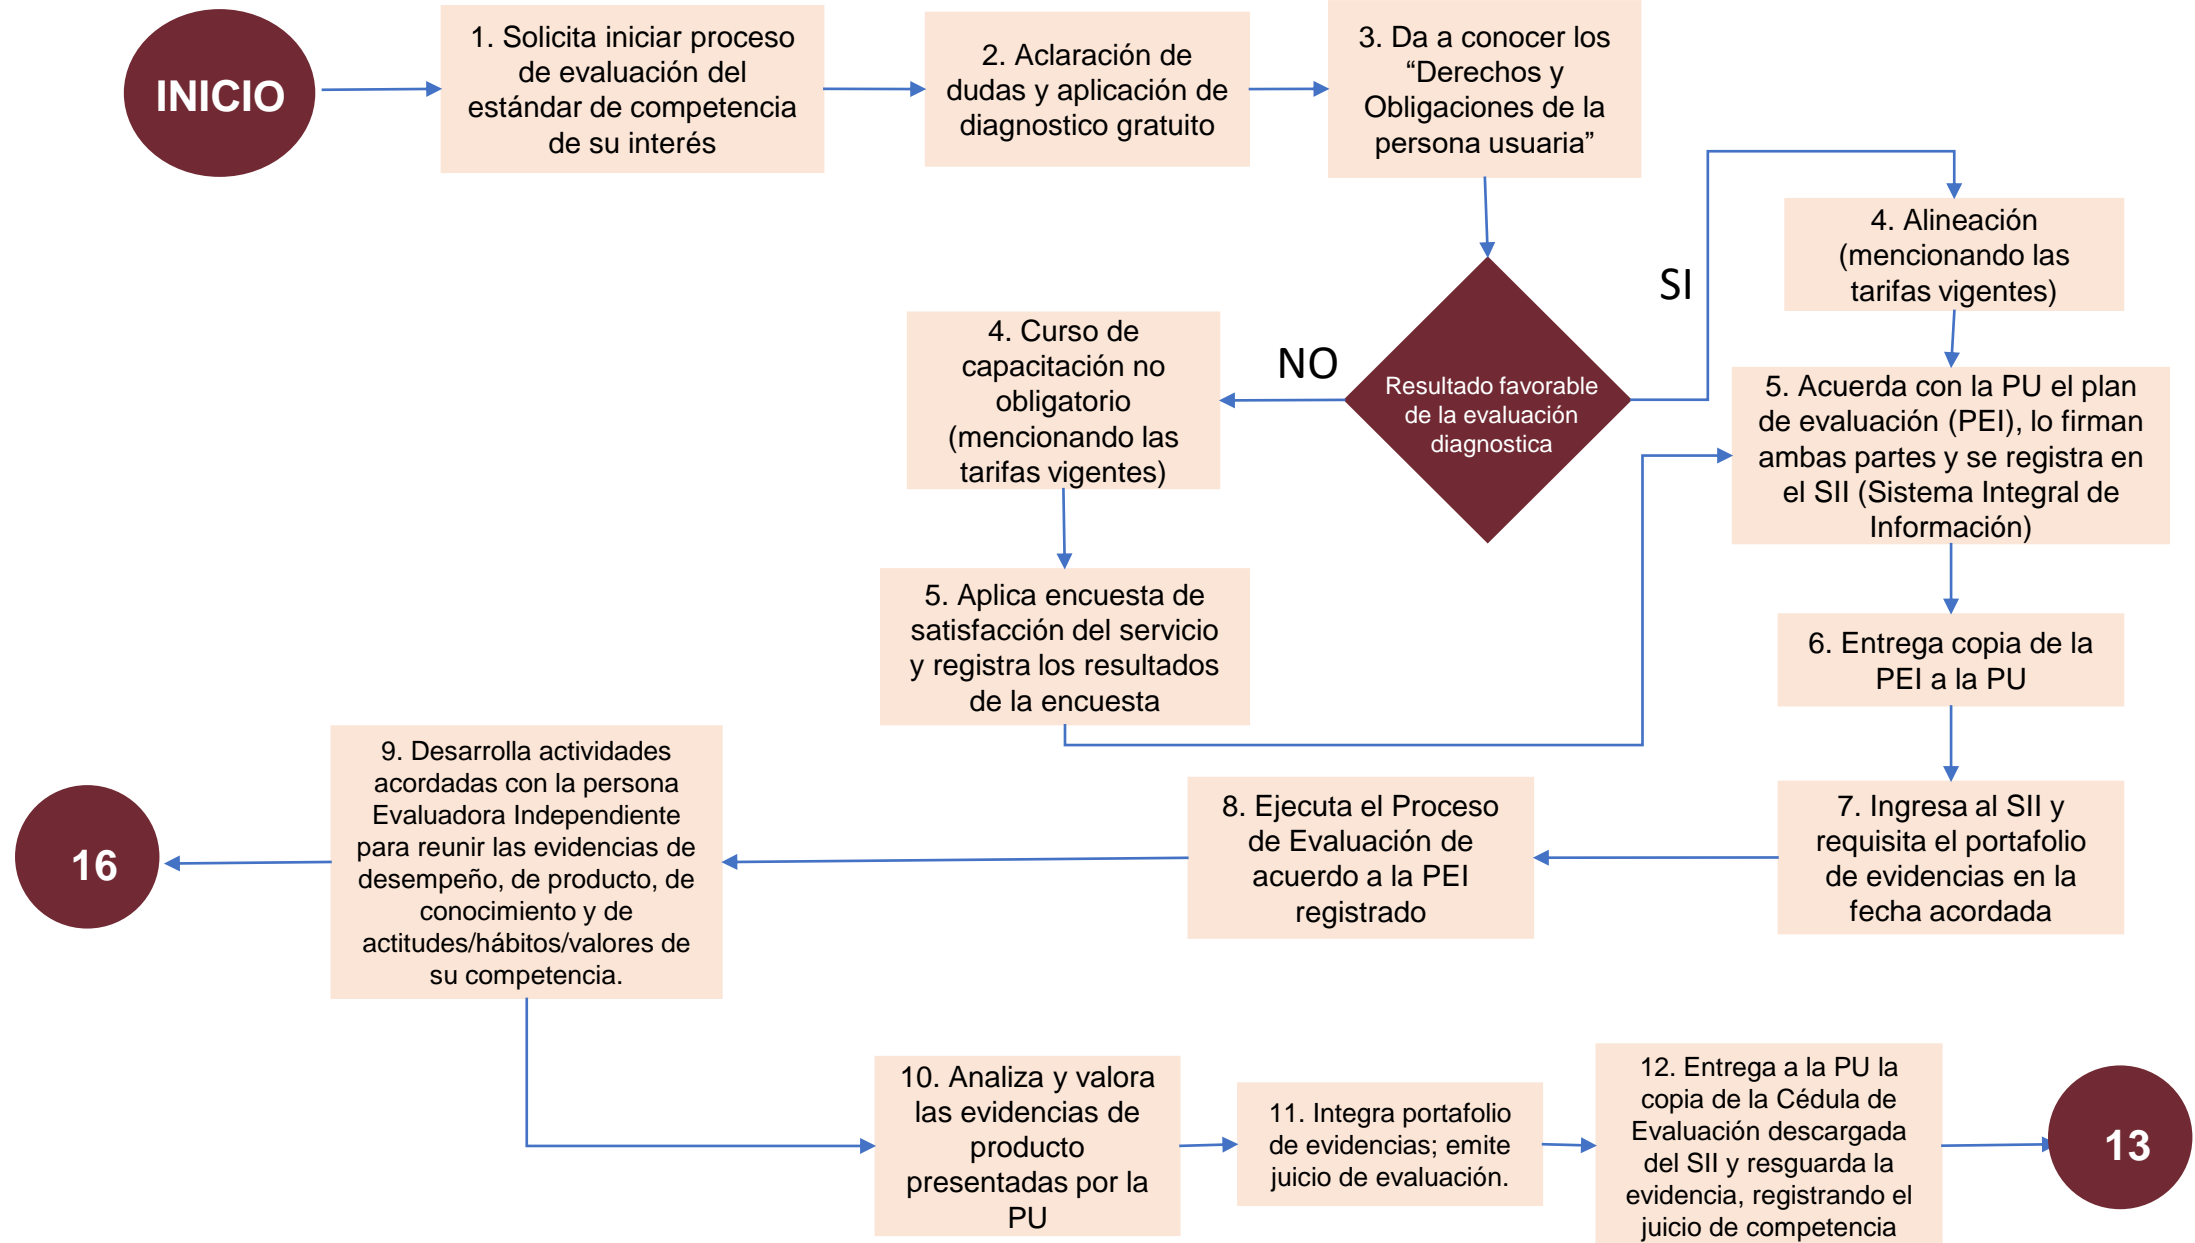 INICIO
1. Solicita iniciar proceso
de evaluación del
estándar de competencia
de su interés
2. Aclaración de
dudas y aplicación de
diagnostico gratuito
3. Da a conocer los
“Derechos y
Obligaciones de la
persona usuaria”
Resultado favorable
de la evaluación
diagnostica
SI
4. Alineación
(mencionando las
tarifas vigentes)
NO
4. Curso de
capacitación no
obligatorio
(mencionando las
tarifas vigentes)
5. Aplica encuesta de
satisfacción del servicio
y registra los resultados
de la encuesta
5. Acuerda con la PU el plan
de evaluación (PEI), lo firman
ambas partes y se registra en
el SII (Sistema Integral de
Información)
6. Entrega copia de la
PEI a la PU
7. Ingresa al SII y
requisita el portafolio
de evidencias en la
fecha acordada
8. Ejecuta el Proceso
de Evaluación de
acuerdo a la PEI
registrado
9. Desarrolla actividades
acordadas con la persona
Evaluadora Independiente
para reunir las evidencias de
desempeño, de producto, de
conocimiento y de
actitudes/hábitos/valores de
su competencia.
16
10. Analiza y valora
las evidencias de
producto
presentadas por la
PU
11. Integra portafolio
de evidencias; emite
juicio de evaluación.
12. Entrega a la PU la
copia de la Cédula de
Evaluación descargada
del SII y resguarda la
evidencia, registrando el
juicio de competencia
13